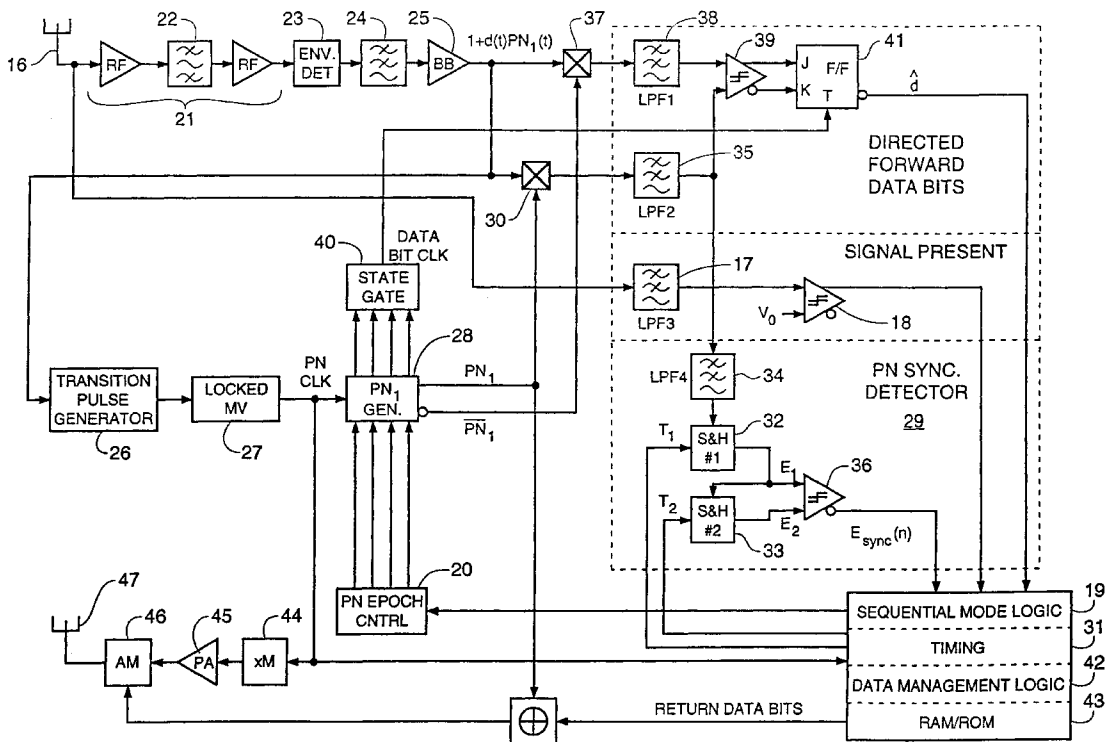 16
RF
22
RF
21
23
ENV.
DET
24
25
BB
1+d(t)PN₁(t)
37
38
LPF1
39
J
K
F/F
T
41
d̂
DIRECTED
FORWARD
DATA BITS
30
35
LPF2
DATA
BIT CLK
40
STATE
GATE
SIGNAL PRESENT
17
LPF3
V₀
18
28
PN
CLK
PN₁
GEN.
PN₁
P̅N̅₁
TRANSITION
PULSE
GENERATOR
26
LOCKED
MV
27
LPF4
34
PN SYNC.
DETECTOR
29
T₁
S&H
#1
32
E₁
36
T₂
S&H
#2
33
E₂
E sync(n)
20
PN EPOCH
CNTRL
47
46
AM
45
PA
44
xM
SEQUENTIAL MODE LOGIC
19
TIMING
31
DATA MANAGEMENT LOGIC
42
RAM/ROM
43
RETURN DATA BITS